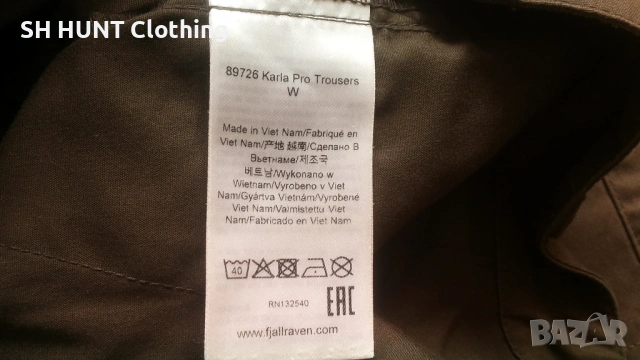 SH HUNT Clothing
89726 Karla Pro Trousers
W
Made in Viet Nam/Fabriqué en
Viet Nam/产地 越南/Сделано В
Вьетнаме/제조국
베트남/Wykonano w
Wietnam/Vyrobeno v Viet
Nam/Gyártva Vietnám/Vyrobené
Viet Nam/Valmistettu Viet
Nam/Fabricado en Viet Nam
40
RN132540
EAC
www.fjallraven.com
BAZAR